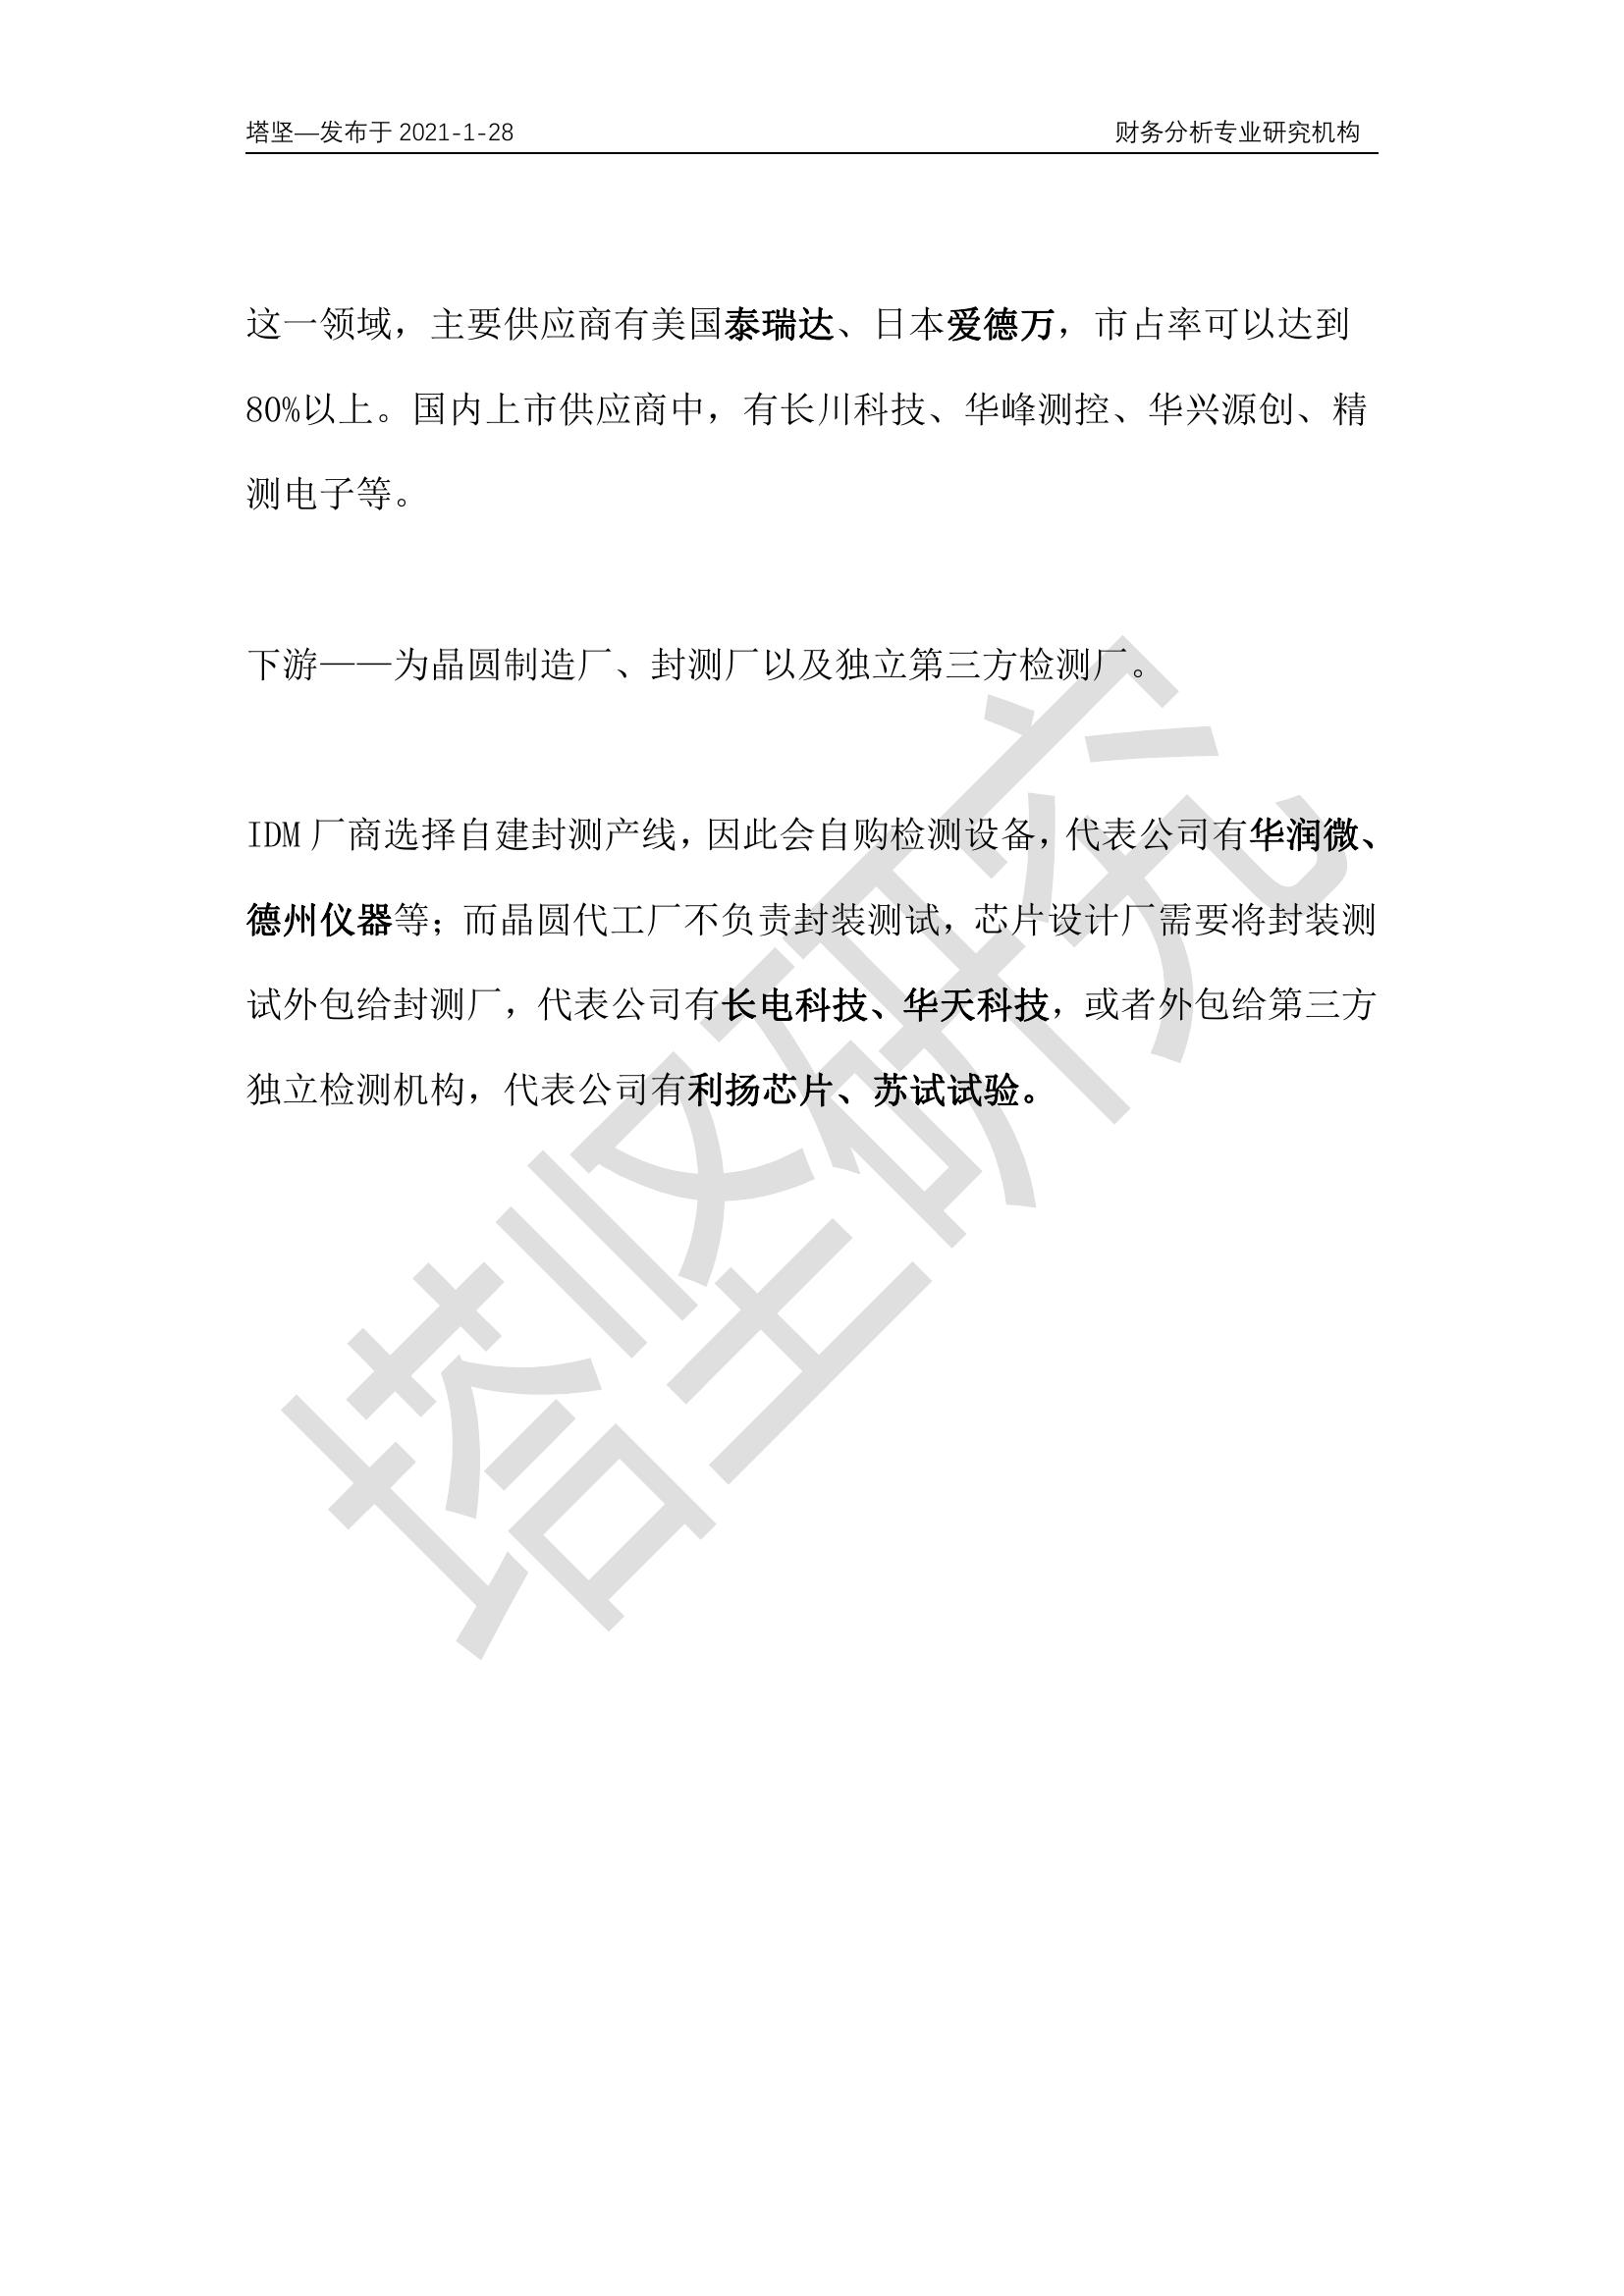 塔坚—发布于 2021-1-28 财务分析专业研究机构
这一领域，主要供应商有美国泰瑞达、日本爱德万，市占率可以达到
80%以上。国内上市供应商中，有长川科技、华峰测控、华兴源创、精
测电子等。
下游——为晶圆制造厂、封测厂以及独立第三方检测厂。
IDM 厂商选择自建封测产线，因此会自购检测设备，代表公司有华润微、
德州仪器等；而晶圆代工厂不负责封装测试，芯片设计厂需要将封装测
试外包给封测厂，代表公司有长电科技、华天科技，或者外包给第三方
独立检测机构，代表公司有利扬芯片、苏试试验。
塔坚研究